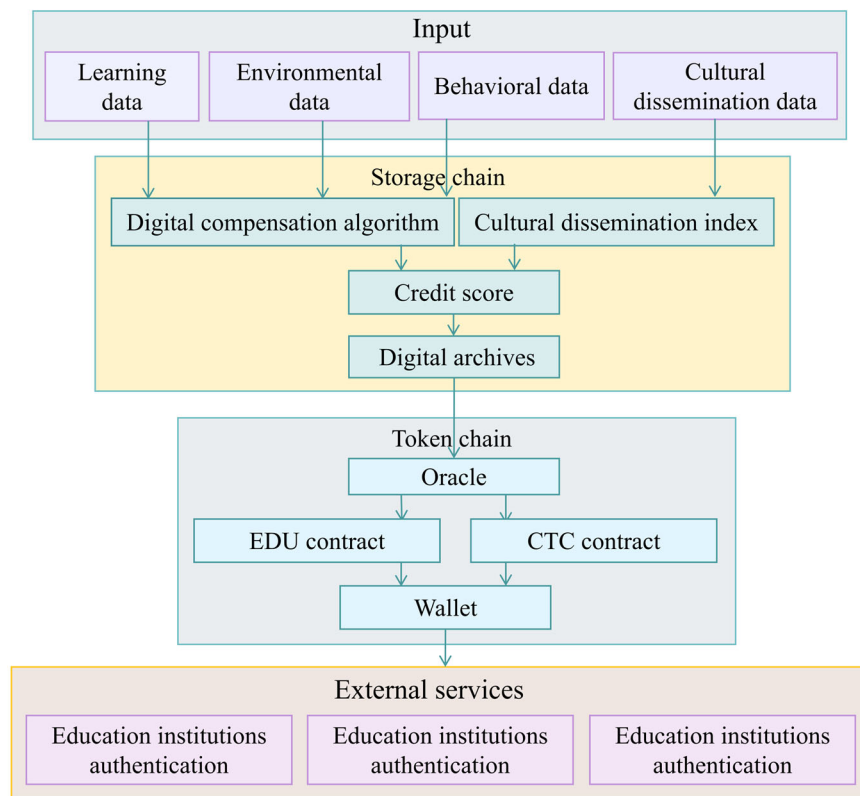 Input
Learning
data
Environmental
data
Behavioral data
Cultural
dissemination data
Storage chain
Digital compensation algorithm
Cultural dissemination index
Credit score
Digital archives
Token chain
Oracle
EDU contract
CTC contract
Wallet
External services
Education institutions
authentication
Education institutions
authentication
Education institutions
authentication